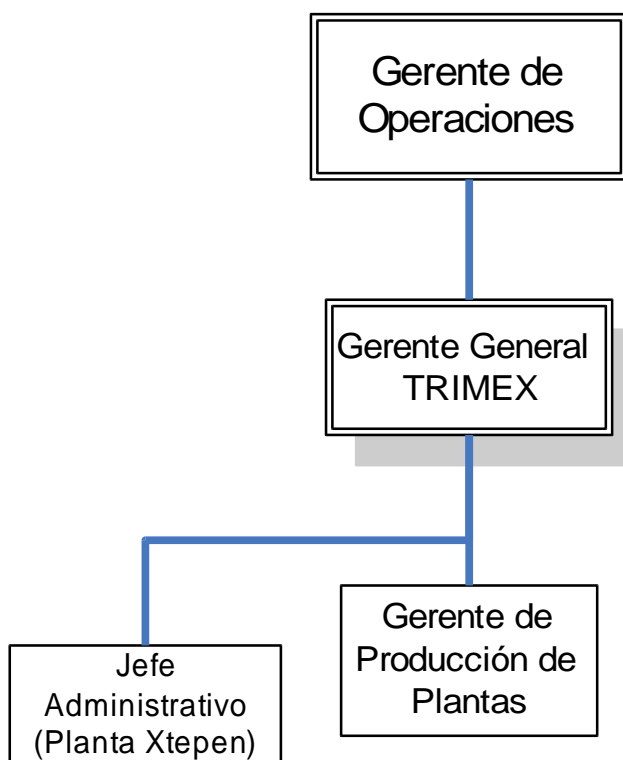 Gerente de
Operaciones
Gerente General
TRIMEX
Gerente de
Producción de
Plantas
Jefe
Administrativo
(Planta Xtepen)